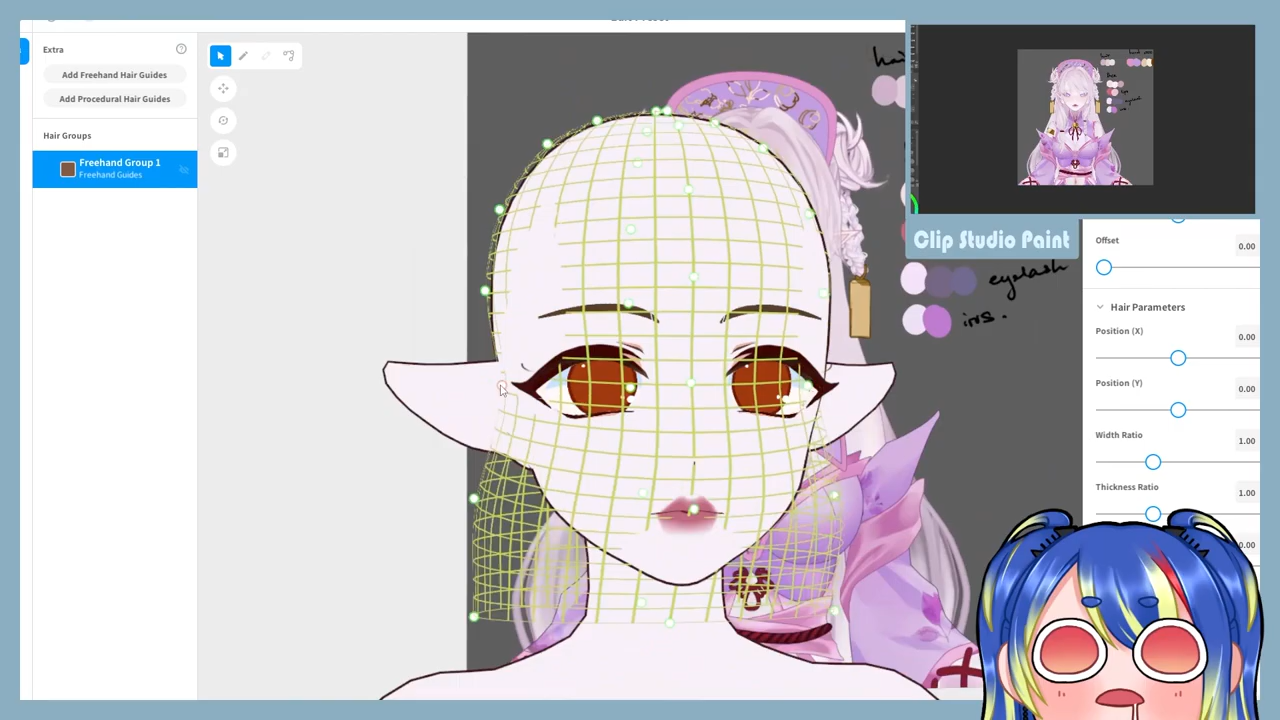 Extra
Add Freehand Hair Guides
Add Procedural Hair Guides
Hair Groups
Freehand Group 1
Freehand Guides
hair
Clip Studio Paint
eyelash
iris.
Offset
0.00
Hair Parameters
Position (X)
0.00
Position (Y)
0.00
Width Ratio
1.00
Thickness Ratio
1.00
0.00